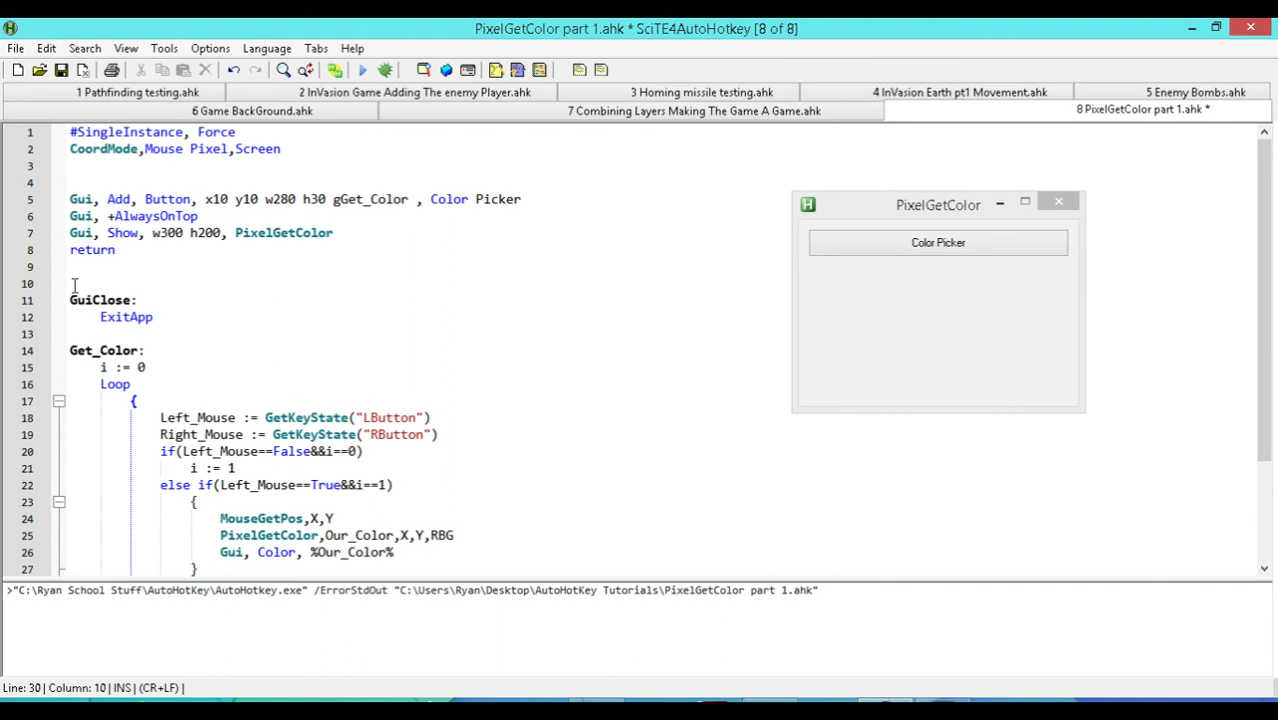 PixelGetColor part 1.ahk * SciTE4AutoHotkey [8 of 8]
File Edit Search View Tools Options Language Tabs Help
1 Pathfinding testing.ahk 2 InVasion Game Adding The enemy Player.ahk 3 Homing missile testing.ahk 4 InVasion Earth pt1 Movement.ahk 5 Enemy Bombs.ahk
6 Game BackGround.ahk 7 Combining Layers Making The Game A Game.ahk 8 PixelGetColor part 1.ahk *
1 #SingleInstance, Force
2 CoordMode,Mouse Pixel,Screen
3
4
5 Gui, Add, Button, x10 y10 w280 h30 gGet_Color , Color Picker
6 Gui, +AlwaysOnTop
7 Gui, Show, w300 h200, PixelGetColor
8 return
9
10
11 GuiClose:
12 ExitApp
13
14 Get_Color:
15 i := 0
16 Loop
17 {
18 Left_Mouse := GetKeyState("LButton")
19 Right_Mouse := GetKeyState("RButton")
20 if(Left_Mouse==False&&i==0)
21 i := 1
22 else if(Left_Mouse==True&&i==1)
23 {
24 MouseGetPos,X,Y
25 PixelGetColor,Our_Color,X,Y,RBG
26 Gui, Color, %Our_Color%
27 }
PixelGetColor
Color Picker
>"C:\Ryan School Stuff\AutoHotKey\AutoHotkey.exe" /ErrorStdOut "C:\Users\Ryan\Desktop\AutoHotKey Tutorials\PixelGetColor part 1.ahk"
Line: 30 | Column: 10 | INS | (CR+LF) |